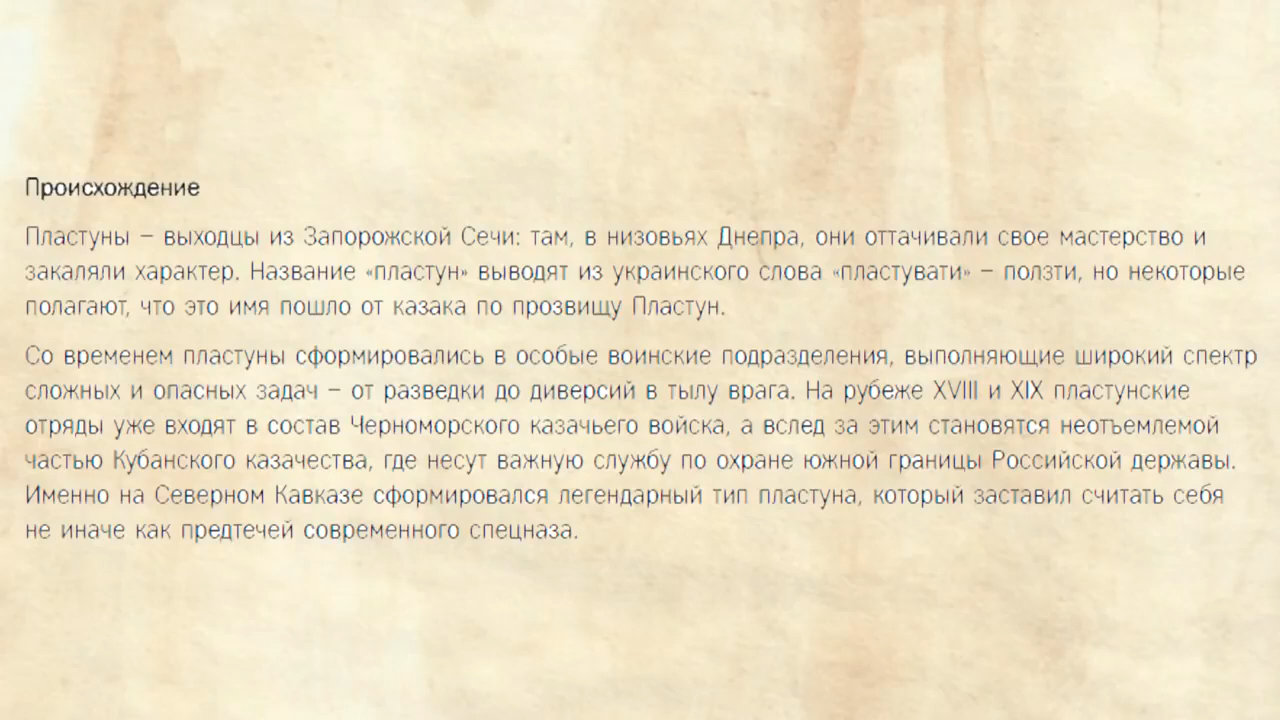 Происхождение
Пластуны – выходцы из Запорожской Сечи: там, в низовьях Днепра, они оттачивали свое мастерство и
закаляли характер. Название «пластун» выводят из украинского слова «пластувати» – ползти, но некоторые
полагают, что это имя пошло от казака по прозвищу Пластун.
Со временем пластуны сформировались в особые воинские подразделения, выполняющие широкий спектр
сложных и опасных задач – от разведки до диверсий в тылу врага. На рубеже XVIII и XIX пластунские
отряды уже входят в состав Черноморского казачьего войска, а вслед за этим становятся неотъемлемой
частью Кубанского казачества, где несут важную службу по охране южной границы Российской державы.
Именно на Северном Кавказе сформировался легендарный тип пластуна, который заставил считать себя
не иначе как предтечей современного спецназа.